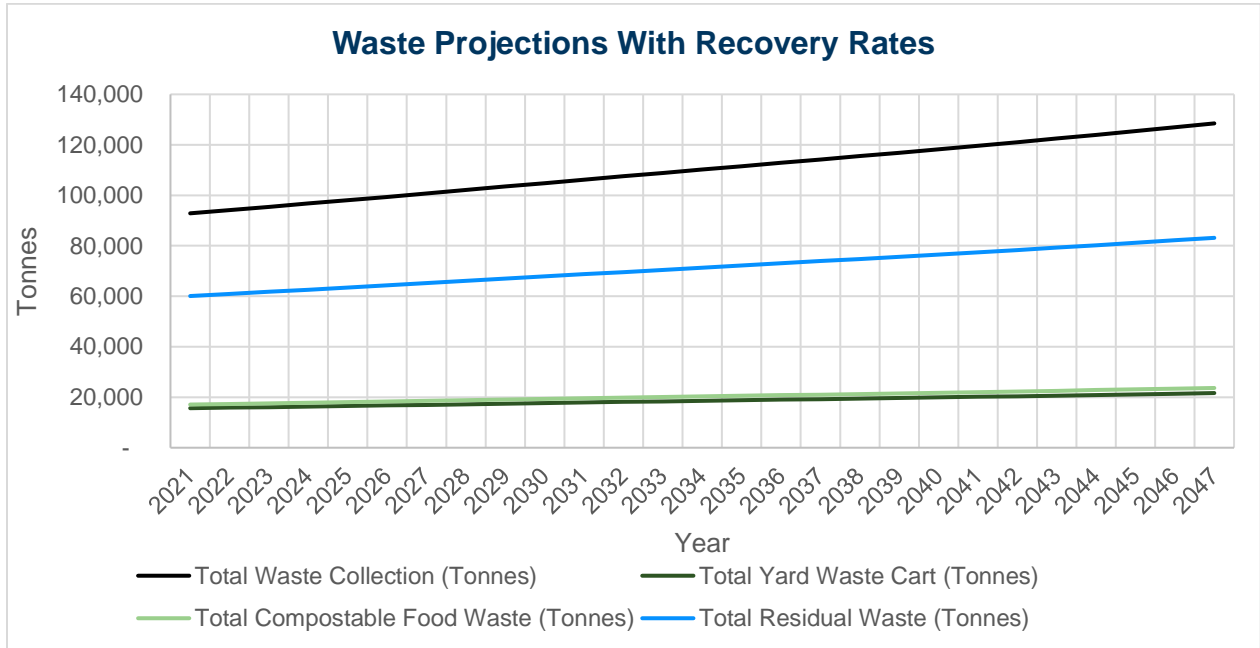 Waste Projections With Recovery Rates
140,000
120,000
100,000
80,000
60,000
40,000
20,000
-
Tonnes
2021 2022 2023 2024 2025 2026 2027 2028 2029 2030 2031 2032 2033 2034 2035 2036 2037 2038 2039 2040 2041 2042 2043 2044 2045 2046 2047
Year
Total Waste Collection (Tonnes) Total Yard Waste Cart (Tonnes)
Total Compostable Food Waste (Tonnes) Total Residual Waste (Tonnes)